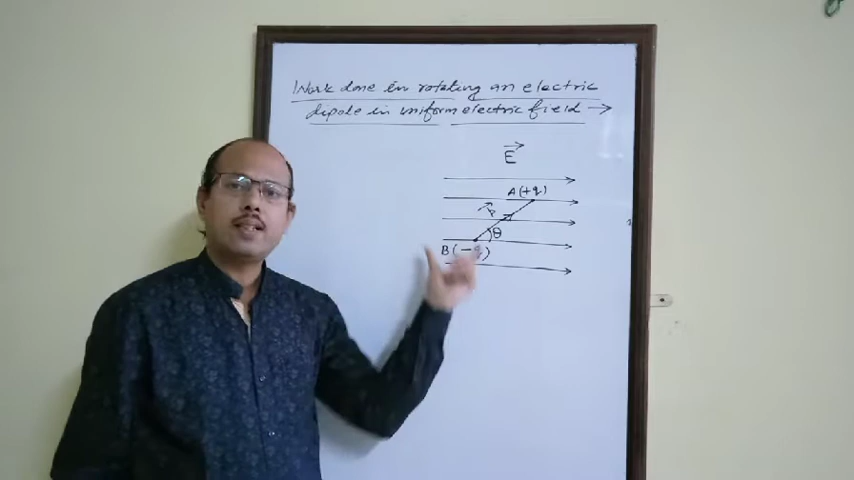 Work done in rotating an electric
dipole in uniform electric field →
E
A(+q)
P
θ
B(-q)